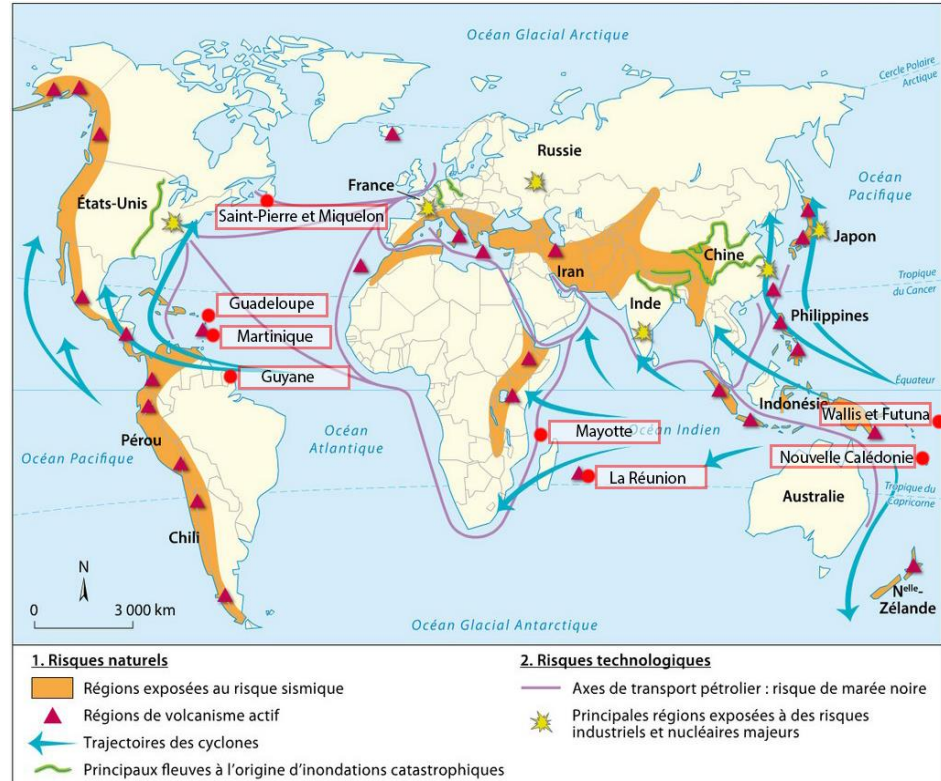 Océan Glacial Arctique
Cercle Polaire
Arctique
Russie
Océan
Pacifique
France
États-Unis
Saint-Pierre et Miquelon
Japon
Chine
Iran
Tropique
du Cancer
Inde
Guadeloupe
Philippines
Martinique
Guyane
Équateur
Indonésie
Wallis et Futuna
Océan
Atlantique
Mayotte
Océan Indien
Pérou
Océan Pacifique
Nouvelle Calédonie
La Réunion
Australie
Tropique du
Capricorne
Chili
N
Nelle-
Zélande
0 3 000 km
Océan Glacial Antarctique
1. Risques naturels
Régions exposées au risque sismique
Régions de volcanisme actif
Trajectoires des cyclones
Principaux fleuves à l'origine d'inondations catastrophiques
2. Risques technologiques
Axes de transport pétrolier : risque de marée noire
Principales régions exposées à des risques
industriels et nucléaires majeurs